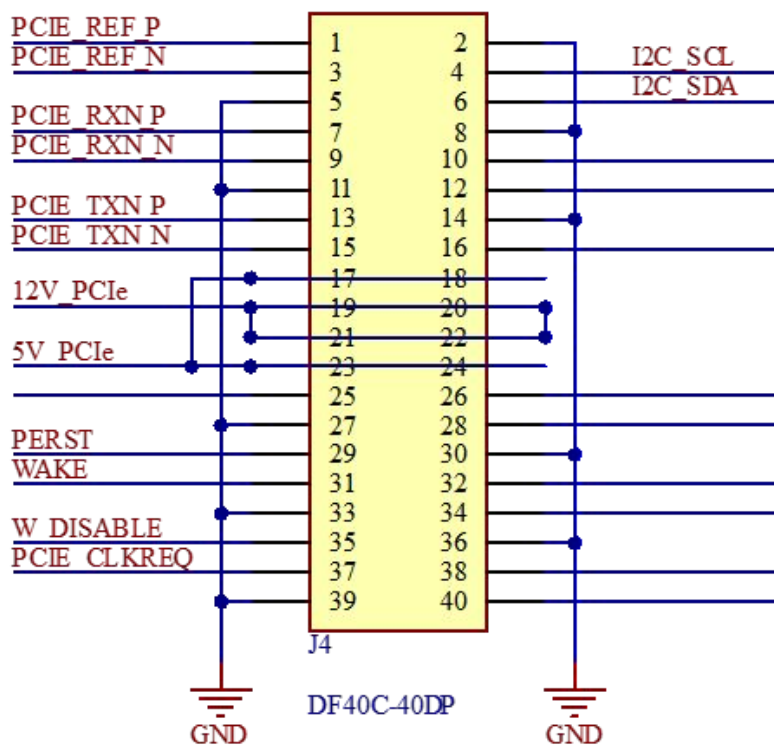 PCIE_REF_P
1 2
PCIE_REF_N
3 4 I2C_SCL
5 6 I2C_SDA
PCIE_RXN_P
7 8
PCIE_RXN_N
9 10
11 12
PCIE_TXN_P
13 14
PCIE_TXN_N
15 16
17 18
12V_PCIe
19 20
21 22
5V_PCIe
23 24
25 26
27 28
PERST
29 30
WAKE
31 32
33 34
W_DISABLE
35 36
PCIE_CLKREQ
37 38
39 40
J4
DF40C-40DP
GND GND